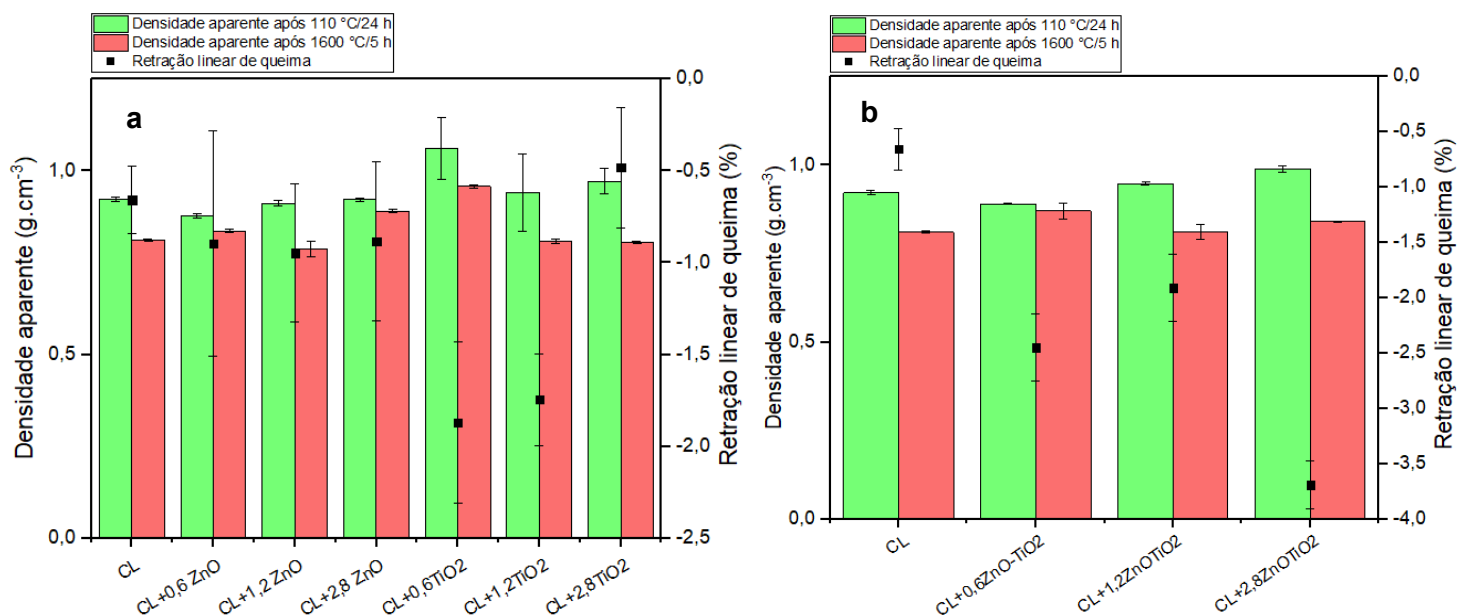 Densidade aparente após 110 °C/24 h
Densidade aparente após 1600 °C/5 h
Retração linear de queima
a
Densidade aparente (g.cm-3)
1,0
0,5
0,0
0,0
-0,5
-1,0
-1,5
-2,0
-2,5
Retração linear de queima (%)
CL
CL+0,6 ZnO
CL+1,2 ZnO
CL+2,8 ZnO
CL+0,6TiO2
CL+1,2TiO2
CL+2,8TiO2
Densidade aparente após 110 °C/24 h
Densidade aparente após 1600 °C/5 h
Retração linear de queima
b
Densidade aparente (g.cm-3)
1,0
0,5
0,0
0,0
-0,5
-1,0
-1,5
-2,0
-2,5
-3,0
-3,5
-4,0
Retração linear de queima (%)
CL
CL+0,6ZnO-TiO2
CL+1,2ZnOTiO2
CL+2,8ZnOTiO2